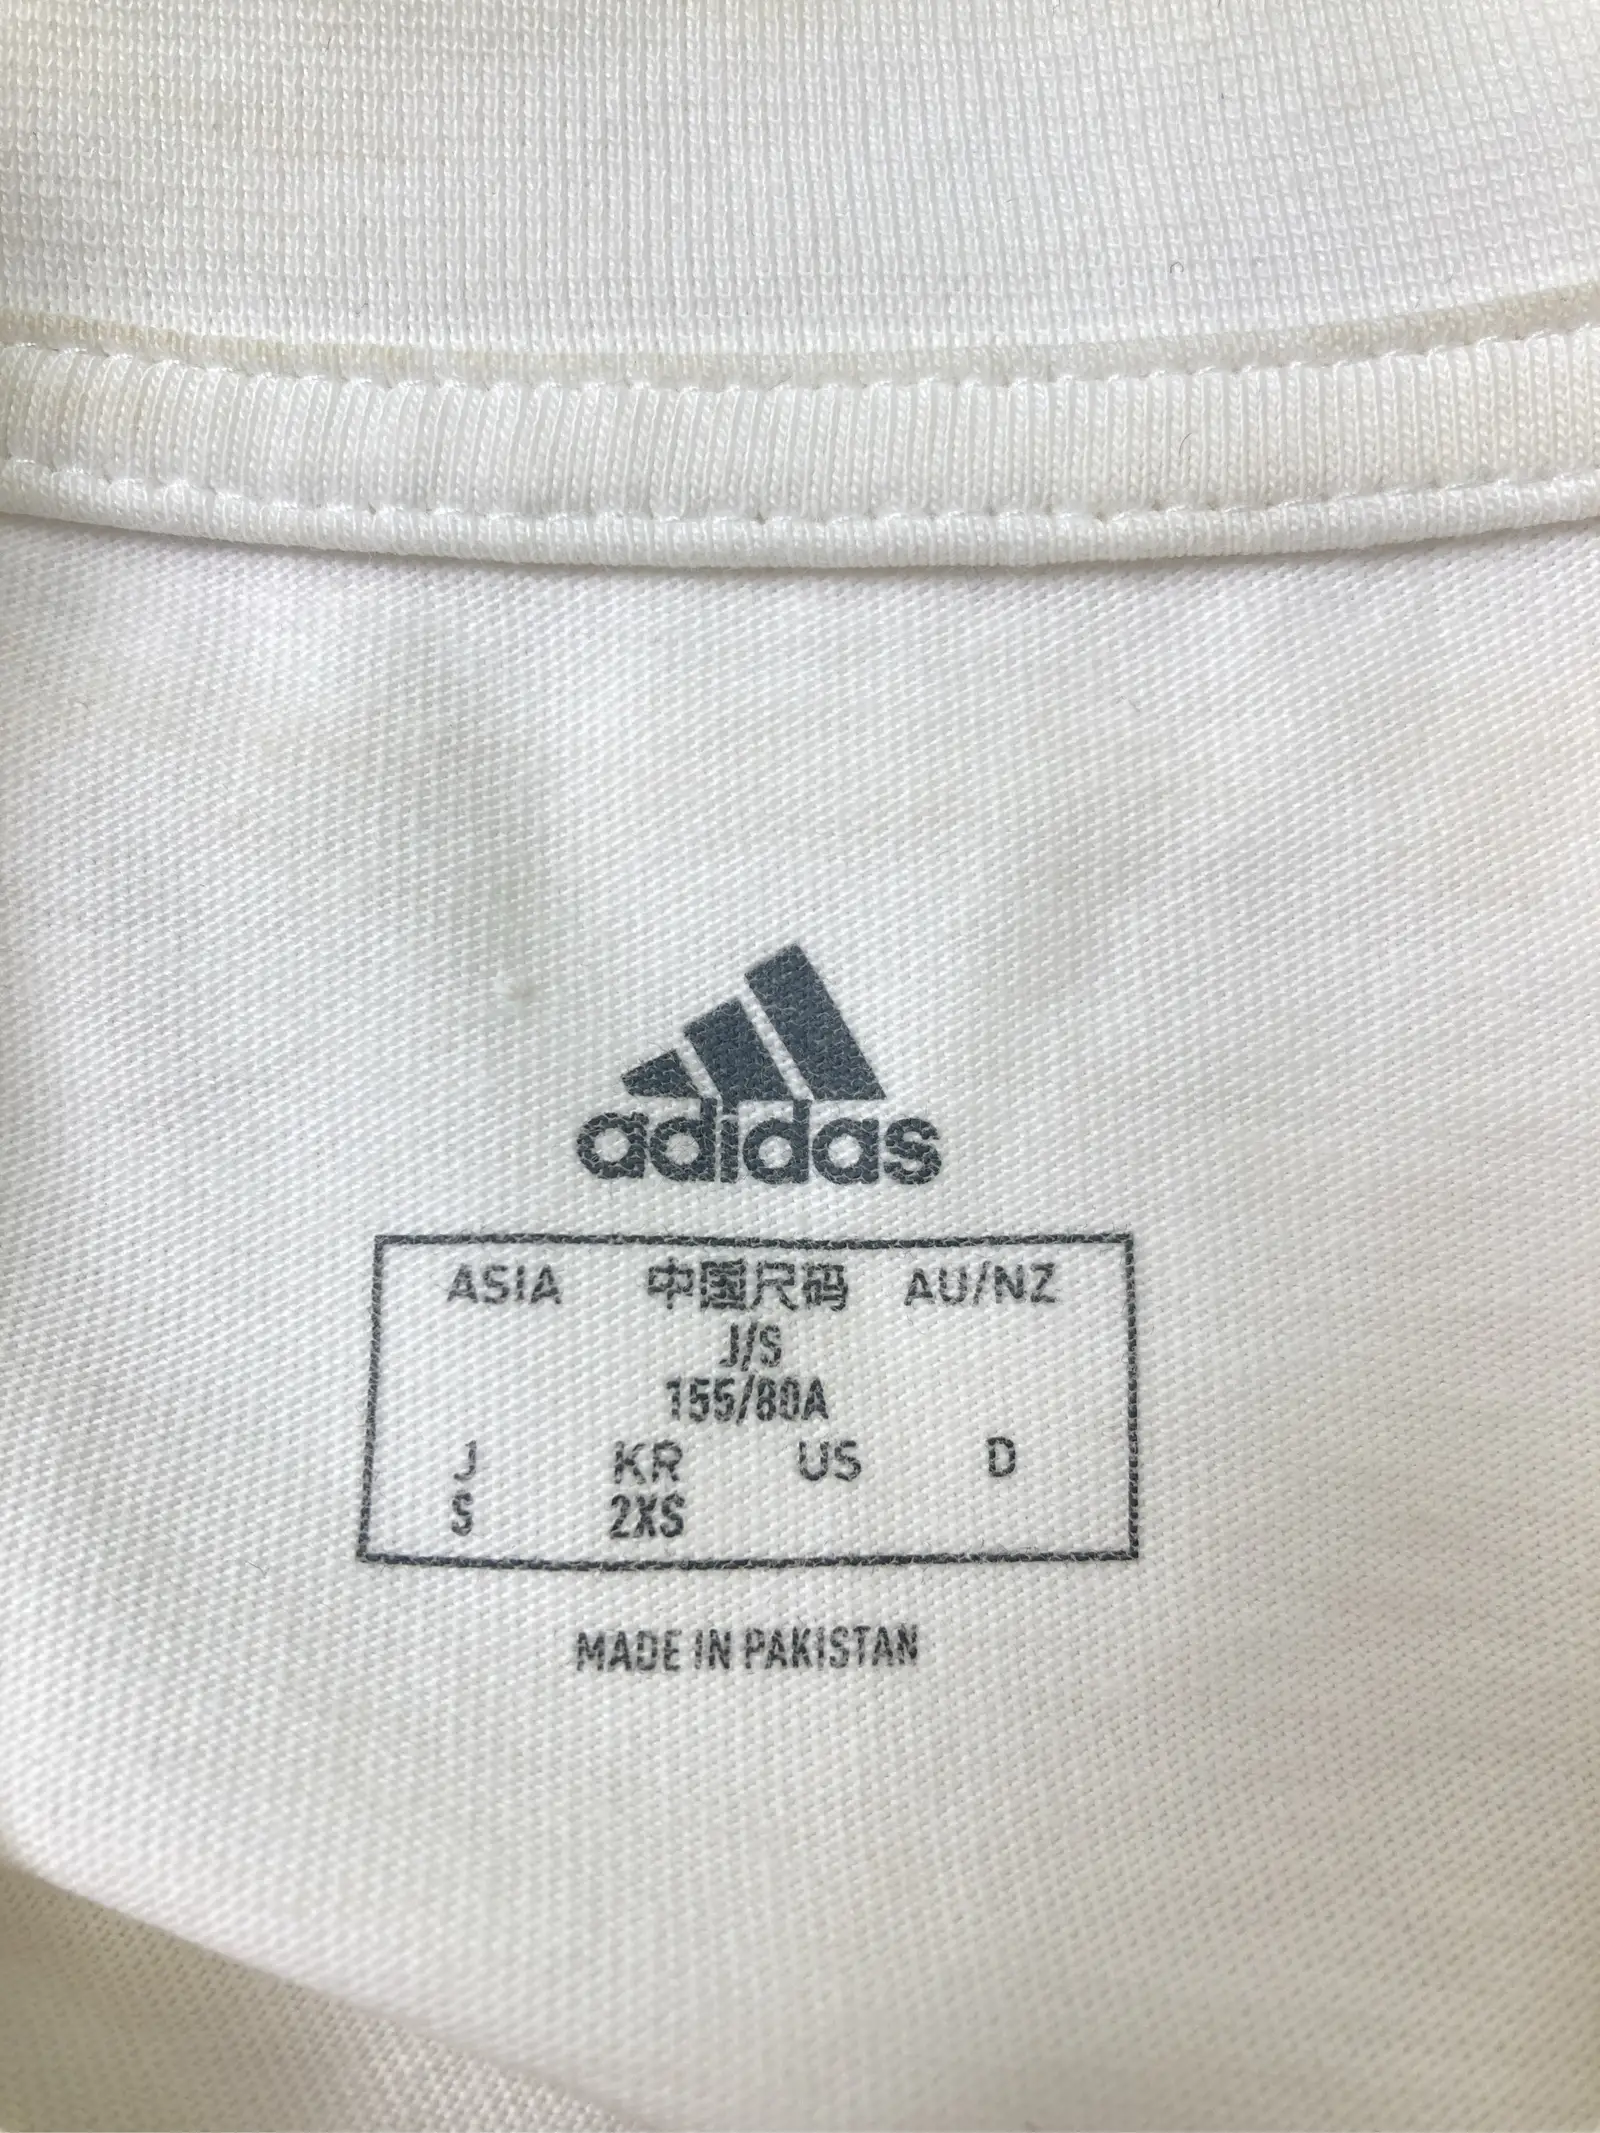 adidas
ASIA 中国尺码 AU/NZ
J/S
155/80A
J KR US D
S 2XS
MADE IN PAKISTAN